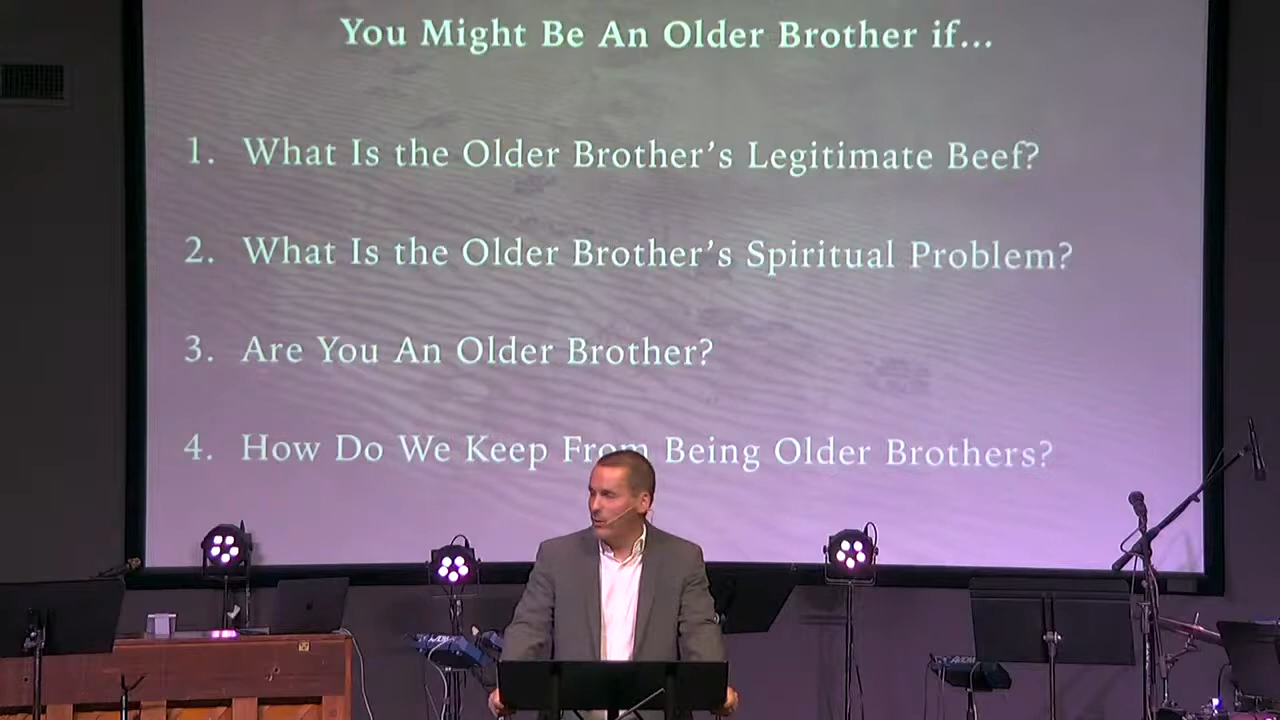 You Might Be An Older Brother if...
1. What Is the Older Brother's Legitimate Beef?
2. What Is the Older Brother's Spiritual Problem?
3. Are You An Older Brother?
4. How Do We Keep From Being Older Brothers?